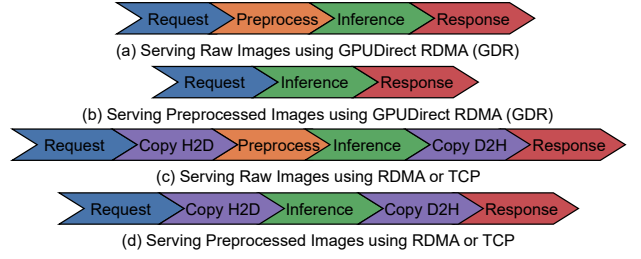 Request Preprocess Inference Response
(a) Serving Raw Images using GPUDirect RDMA (GDR)
Request Inference Response
(b) Serving Preprocessed Images using GPUDirect RDMA (GDR)
Request Copy H2D Preprocess Inference Copy D2H Response
(c) Serving Raw Images using RDMA or TCP
Request Copy H2D Inference Copy D2H Response
(d) Serving Preprocessed Images using RDMA or TCP